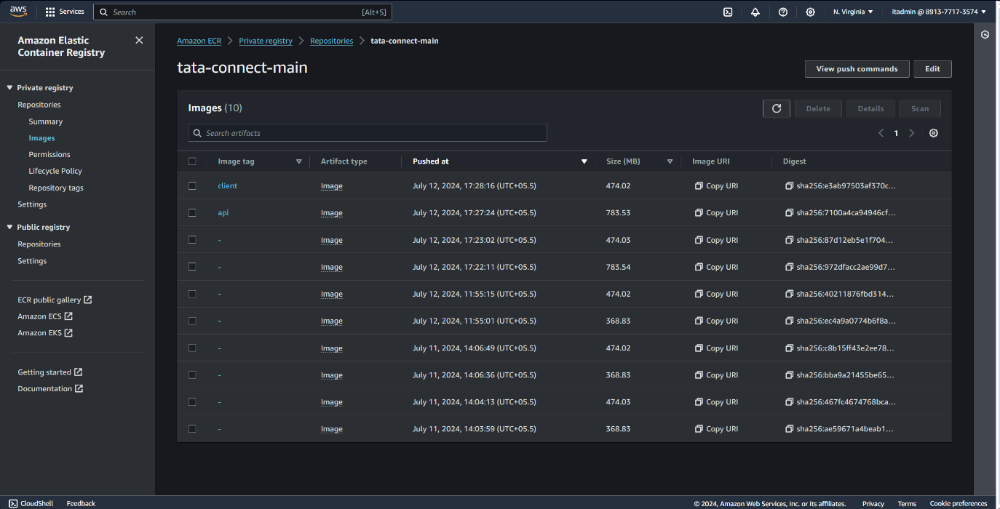 aws Services Search [Alt+S] N. Virginia itadmin @ 8913-7717-3574
Amazon Elastic
Container Registry
Private registry
Repositories
Summary
Images
Permissions
Lifecycle Policy
Repository tags
Settings
Public registry
Repositories
Settings
ECR public gallery
Amazon ECS
Amazon EKS
Getting started
Documentation
Amazon ECR Private registry Repositories tata-connect-main
tata-connect-main View push commands Edit
Images (10) Delete Details Scan
Search artifacts 1
Image tag Artifact type Pushed at Size (MB) Image URI Digest
client Image July 12, 2024, 17:28:16 (UTC+05.5) 474.02 Copy URI sha256:e3ab97503af370c...
api Image July 12, 2024, 17:27:24 (UTC+05.5) 783.53 Copy URI sha256:7100a4ca94946cf...
- Image July 12, 2024, 17:23:02 (UTC+05.5) 474.03 Copy URI sha256:87d12eb5e1f704...
- Image July 12, 2024, 17:22:11 (UTC+05.5) 783.54 Copy URI sha256:972dfacc2ae99d7...
- Image July 12, 2024, 11:55:15 (UTC+05.5) 474.02 Copy URI sha256:40211876fbd314...
- Image July 12, 2024, 11:55:01 (UTC+05.5) 368.83 Copy URI sha256:ec4a9a0774b6f8a...
- Image July 11, 2024, 14:06:49 (UTC+05.5) 474.02 Copy URI sha256:c8b15ff43e2ee78...
- Image July 11, 2024, 14:06:36 (UTC+05.5) 368.83 Copy URI sha256:bba9a21455be65...
- Image July 11, 2024, 14:04:13 (UTC+05.5) 474.03 Copy URI sha256:467fc4674768bca...
- Image July 11, 2024, 14:03:59 (UTC+05.5) 368.83 Copy URI sha256:ae59671a4beab1...
CloudShell Feedback © 2024, Amazon Web Services, Inc. or its affiliates. Privacy Terms Cookie preferences